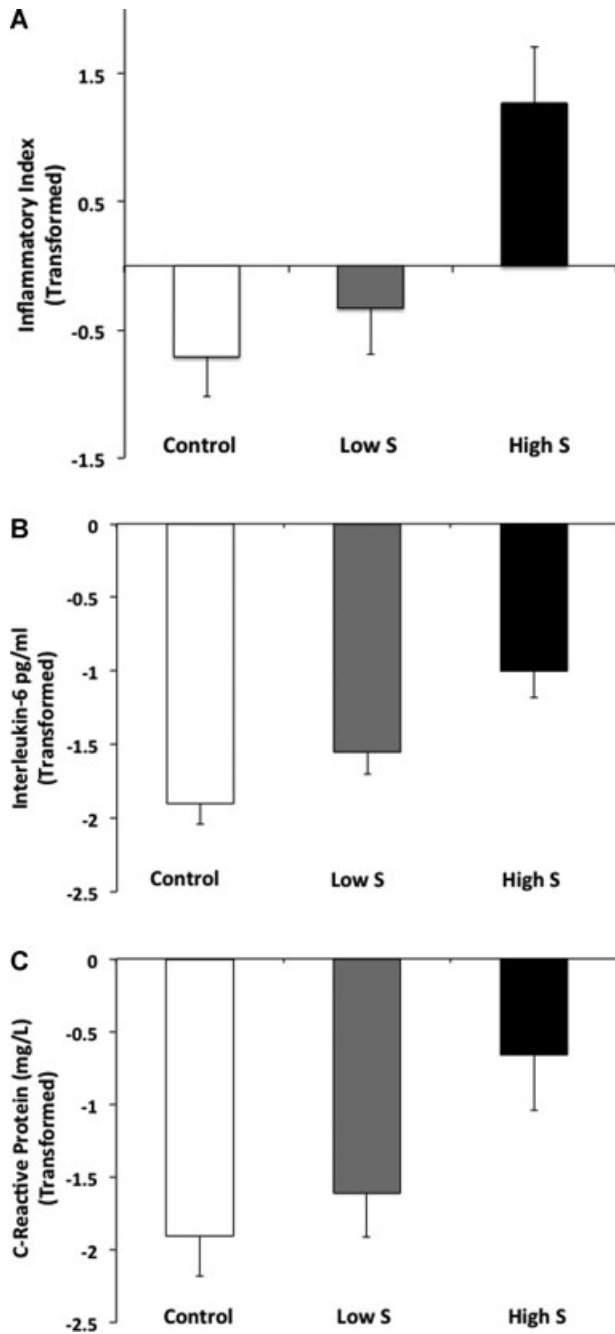 A
Inflammatory Index
(Transformed)
1.5
0.5
-0.5
-1.5
Control Low S High S
B
Interleukin-6 pg/ml
(Transformed)
0
-0.5
-1
-1.5
-2
-2.5
Control Low S High S
C
C-Reactive Protein (mg/L)
(Transformed)
0
-0.5
-1
-1.5
-2
-2.5
Control Low S High S